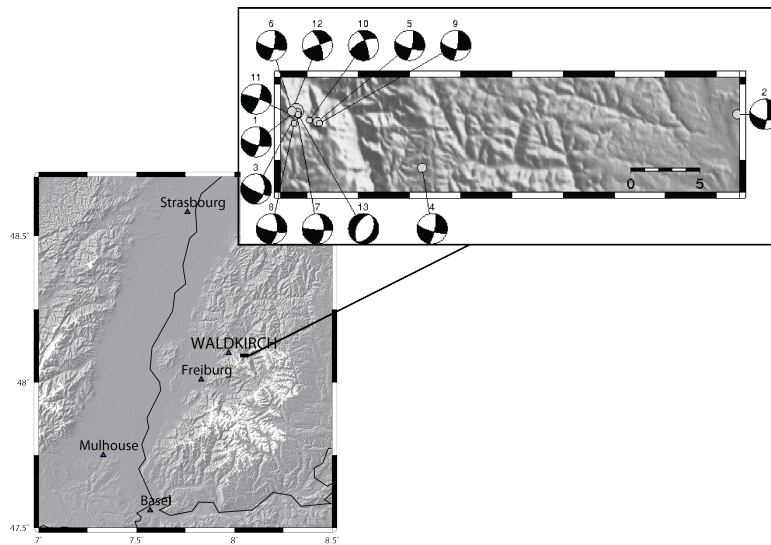 6 12 10 5 9
11
2
1
3
0 5
8 7 13 4
Strasbourg
48.5˚
WALDKIRCH
48˚
Freiburg
Mulhouse
Basel
47.5˚
7˚ 7.5˚ 8˚ 8.5˚